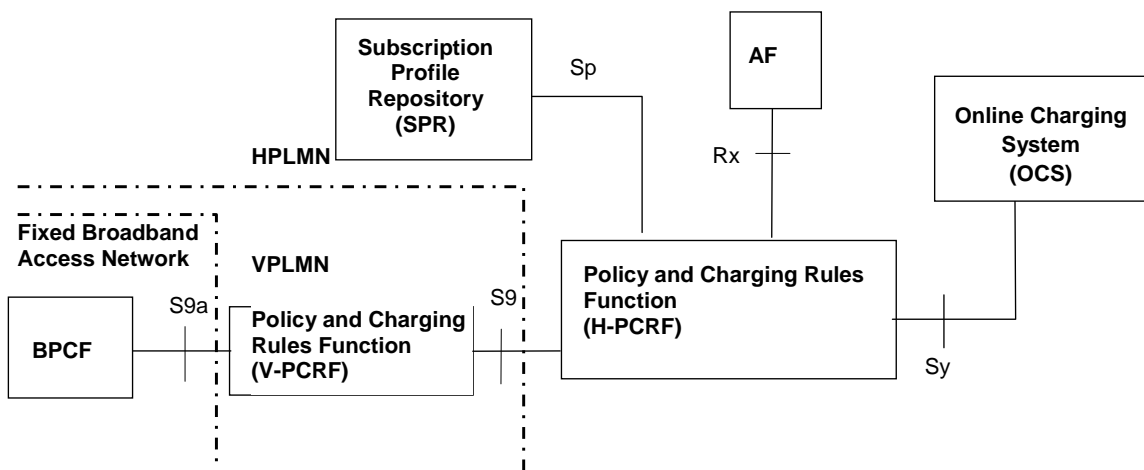 Subscription
Profile
Repository
(SPR)
Sp
AF
Online Charging
System
(OCS)
Rx
HPLMN
Fixed Broadband
Access Network
VPLMN
S9a
S9
BPCF
Policy and Charging
Rules Function
(V-PCRF)
Policy and Charging Rules
Function
(H-PCRF)
Sy